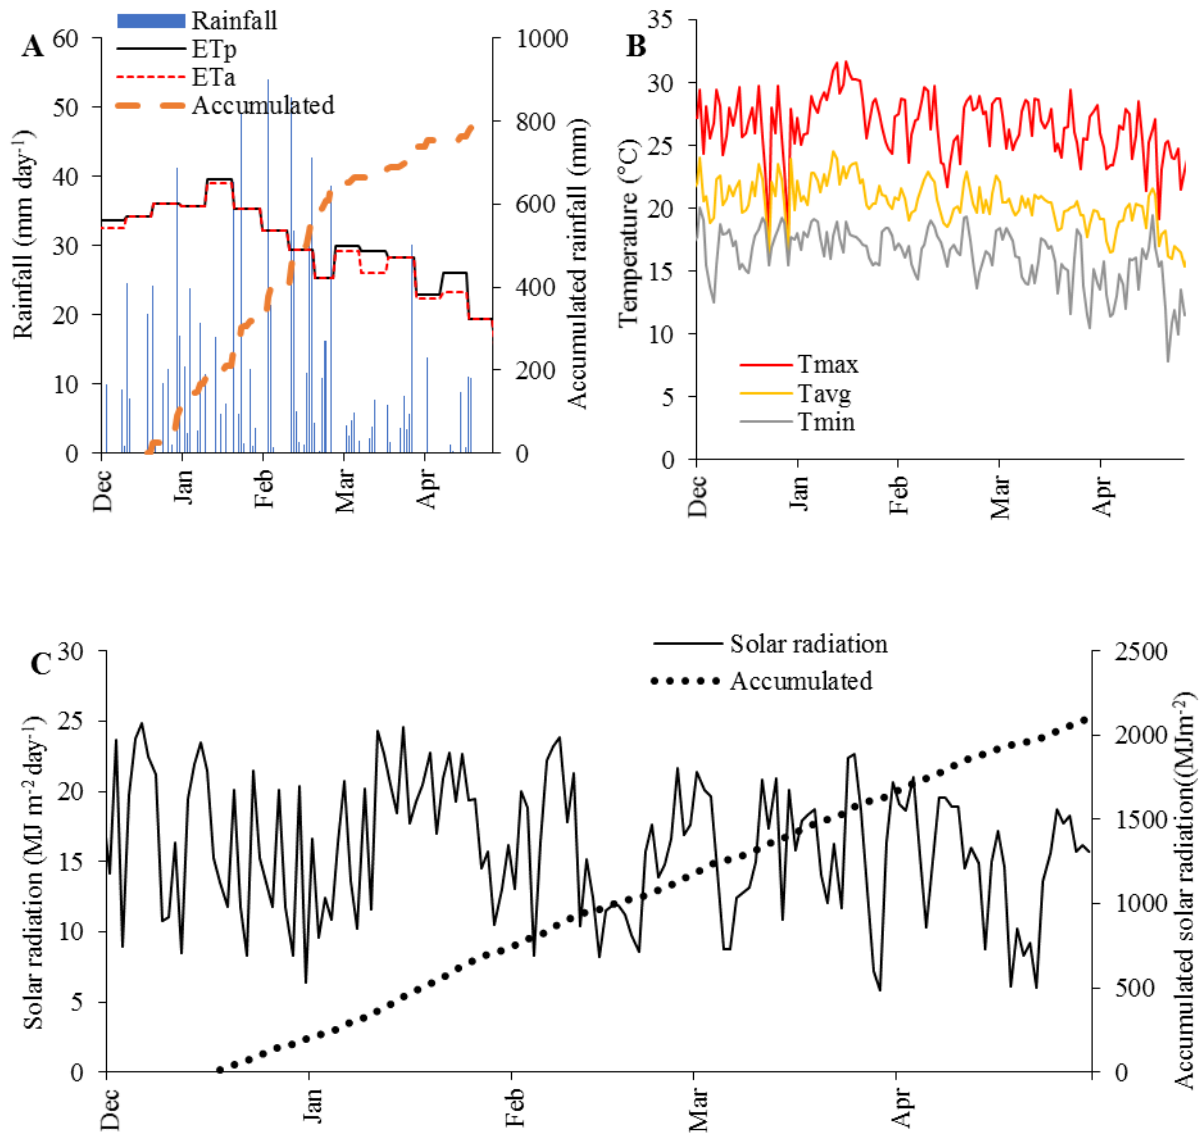 A
Rainfall
ETp
ETa
Accumulated
Rainfall (mm day-1)
60
50
40
30
20
10
0
1000
800
600
400
200
0
Accumulated rainfall (mm)
Dec
Jan
Feb
Mar
Apr
B
Temperature (°C)
35
30
25
20
15
10
5
0
Tmax
Tavg
Tmin
Dec
Jan
Feb
Mar
Apr
C
Solar radiation
Accumulated
Solar radiation ((MJ m-2 day-1)
30
25
20
15
10
5
0
2500
2000
1500
1000
500
0
Accumulated solar radiation((MJm-2)
Dec
Jan
Feb
Mar
Apr